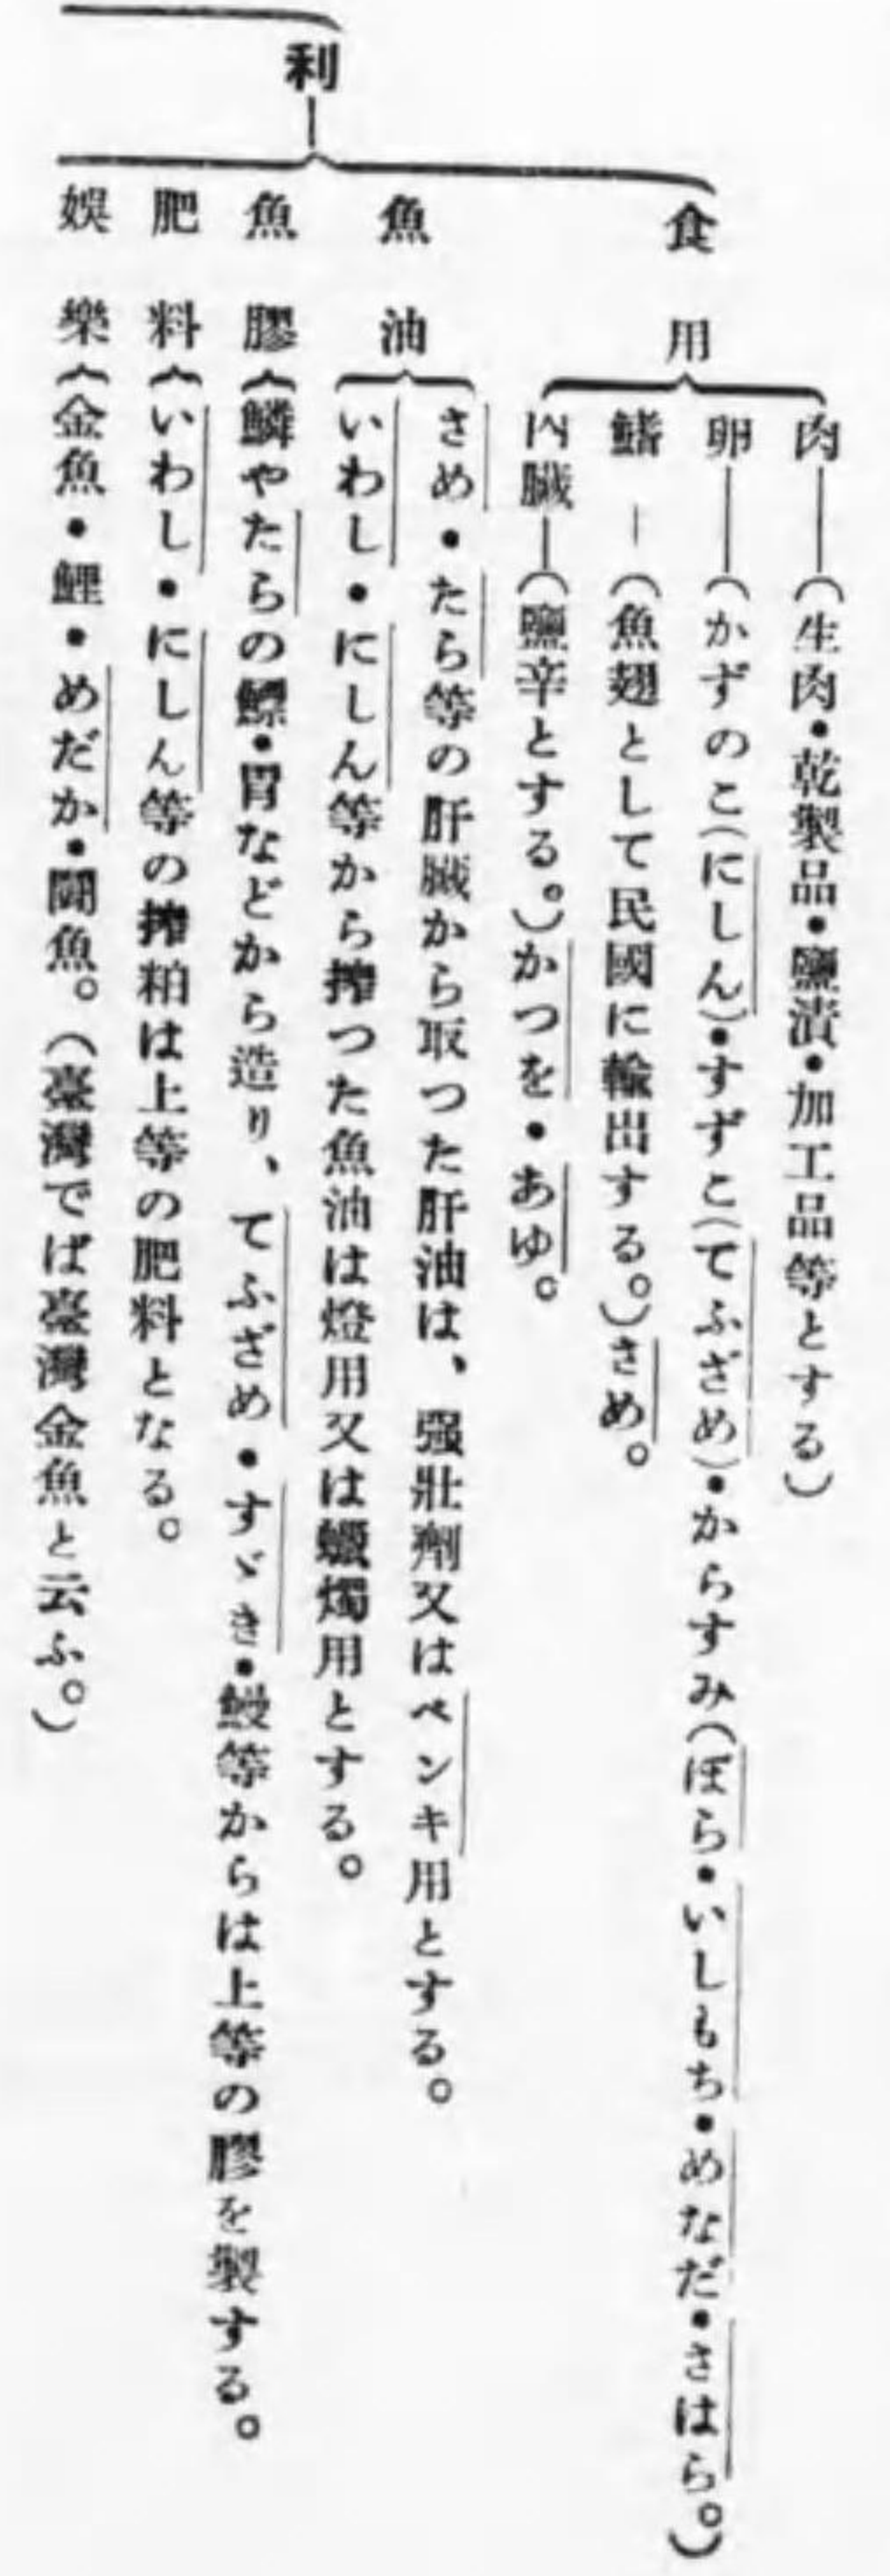 利
食用
肉――(生肉・乾製品・鹽漬・加工品等とする)
卵――(かずのこ(にしん)・すずこ(てふざめ)・からすみ(ぼら・いしもち・めなだ・さはら。)
鰭―(魚翅として民國に輸出する。)さめ。
内臟―(鹽辛とする。)かつを・あゆ。
魚油
さめ・たら等の肝臟から取つた肝油は、强壯劑又はペンキ用とする。
いわし・にしん等から搾つた魚油は燈用又は蠟燭用とする。
魚膠{鱗やたらの鰾・胃などから造り、てふざめ・すゞき・鰻等からは上等の膠を製する。
肥料{いわし・にしん等の搾粕は上等の肥料となる。
娯樂{金魚・鯉・めだか・鬪魚。(臺灣でば臺灣金魚と云ふ。)